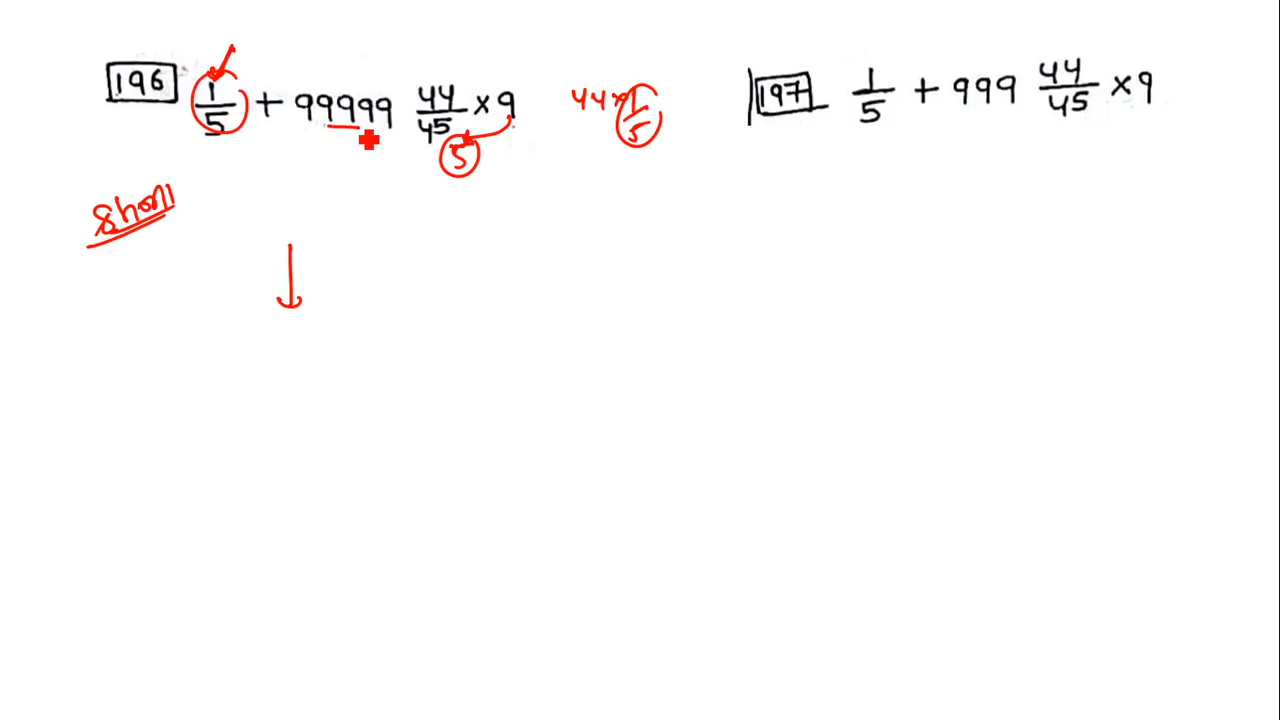 196 1/5 + 99999 44/45 × 9
5
44 × 1/5
Short
197 1/5 + 999 44/45 × 9